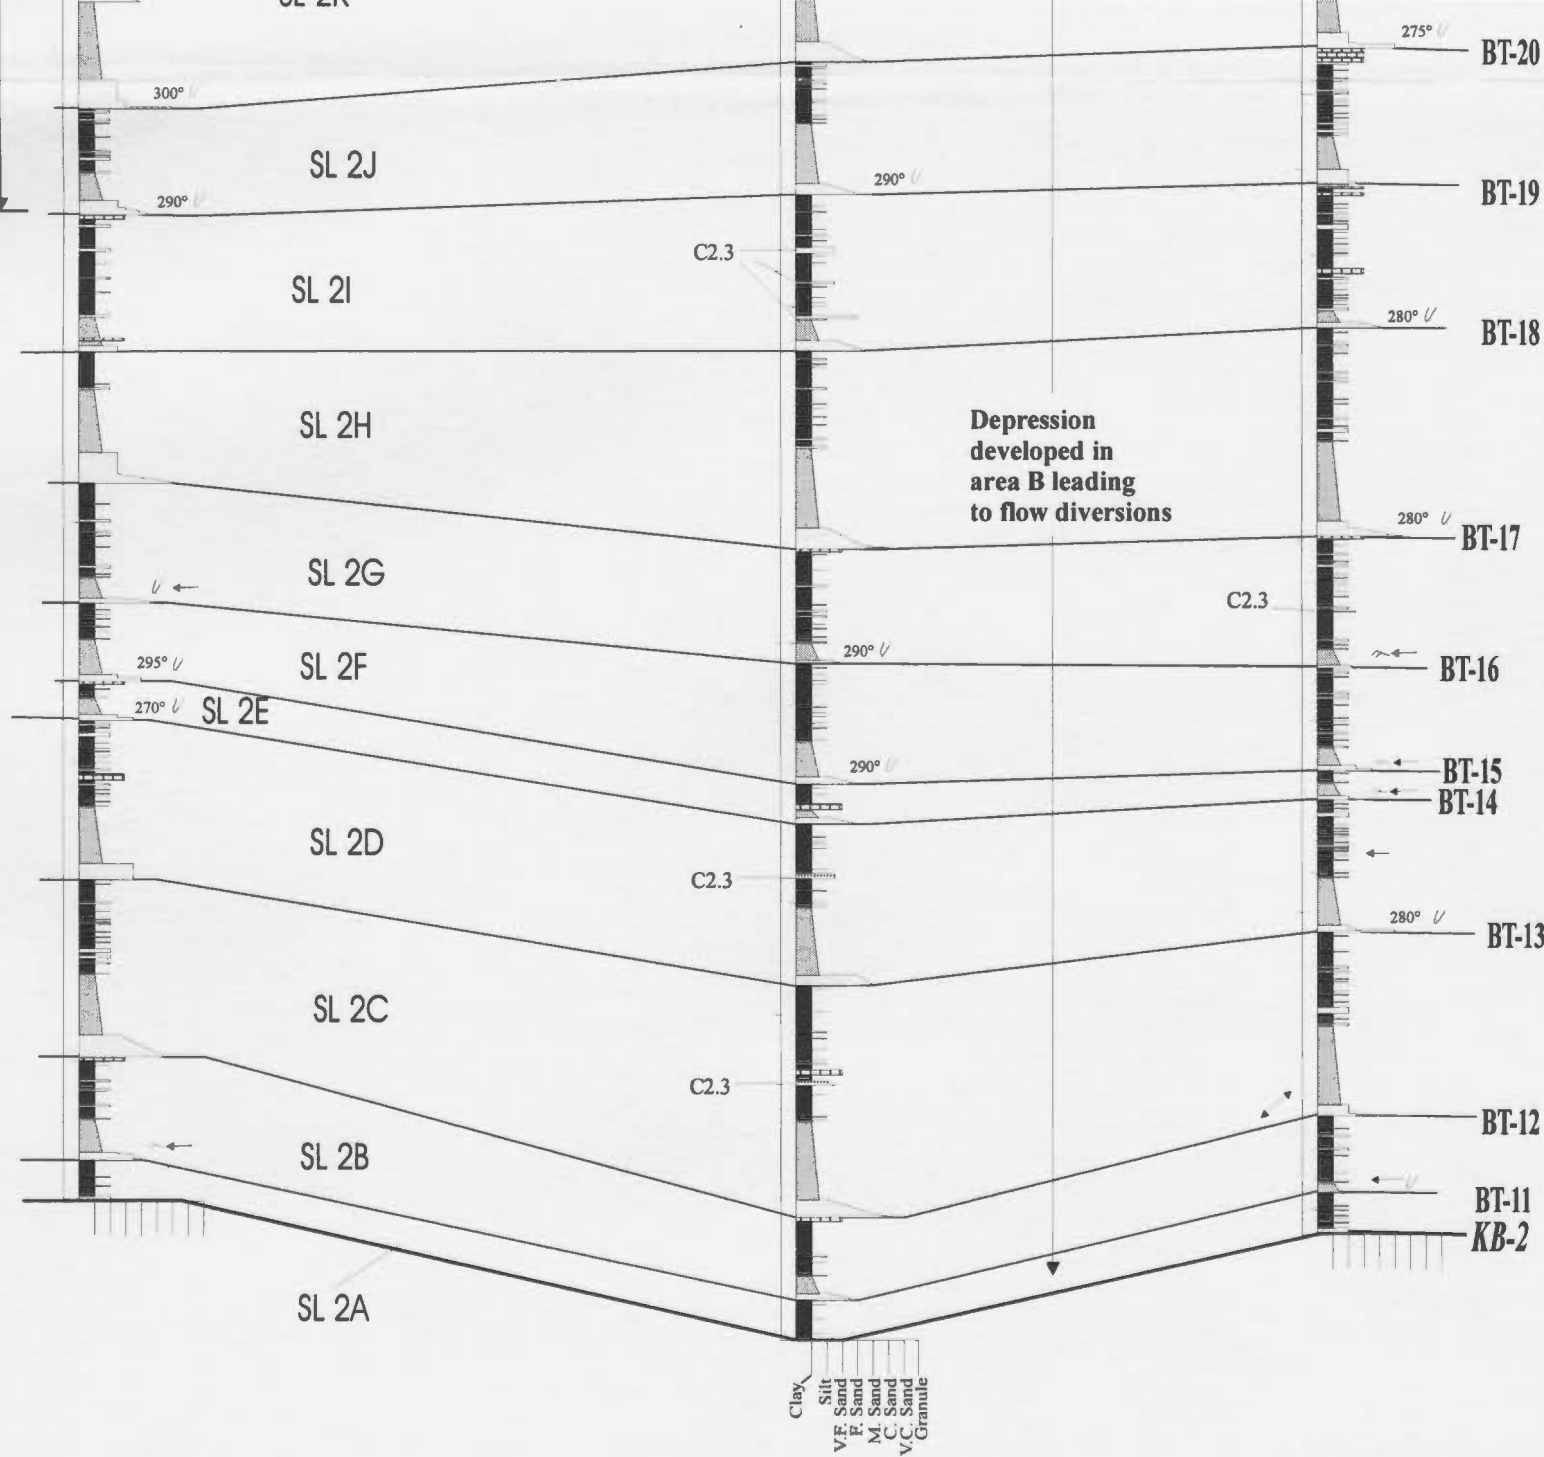 275°
BT-20
300°
SL 2J
290°
290°
BT-19
C2.3
SL 2I
280°
BT-18
SL 2H
Depression
developed in
area B leading
to flow diversions
280°
BT-17
SL 2G
C2.3
290°
BT-16
SL 2F
295°
SL 2E
270°
290°
BT-15
BT-14
SL 2D
C2.3
280°
BT-13
SL 2C
C2.3
BT-12
SL 2B
BT-11
KB-2
SL 2A
Clay
Silt
V.F. Sand
F. Sand
M. Sand
C. Sand
V.C. Sand
Granule